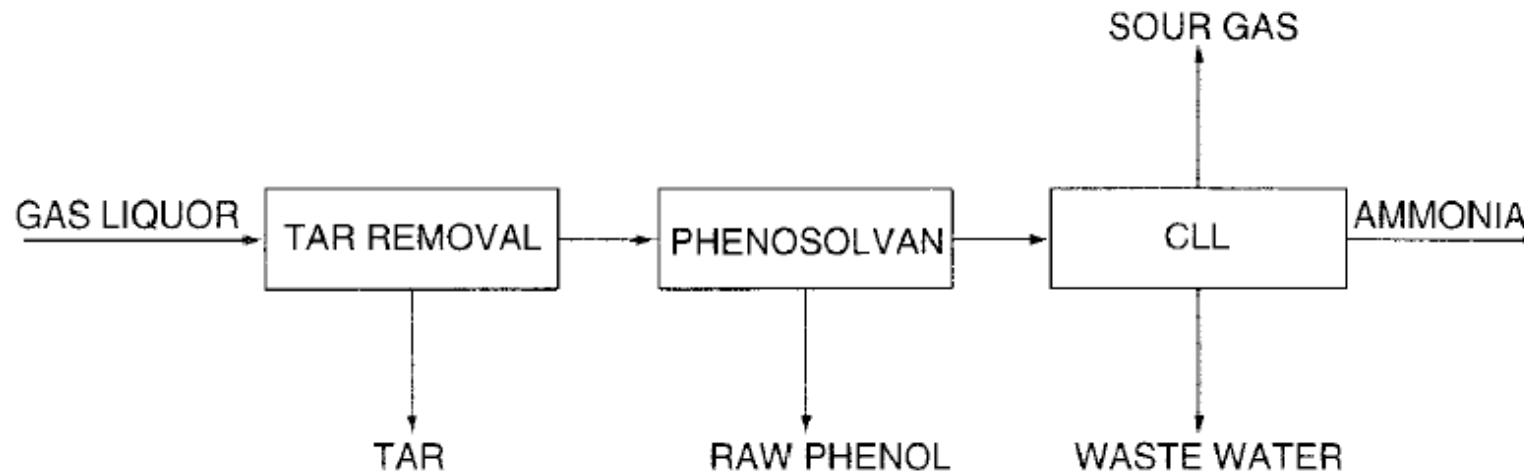 SOUR GAS
GAS LIQUOR
TAR REMOVAL
PHENOSOLVAN
CLL
AMMONIA
TAR
RAW PHENOL
WASTE WATER